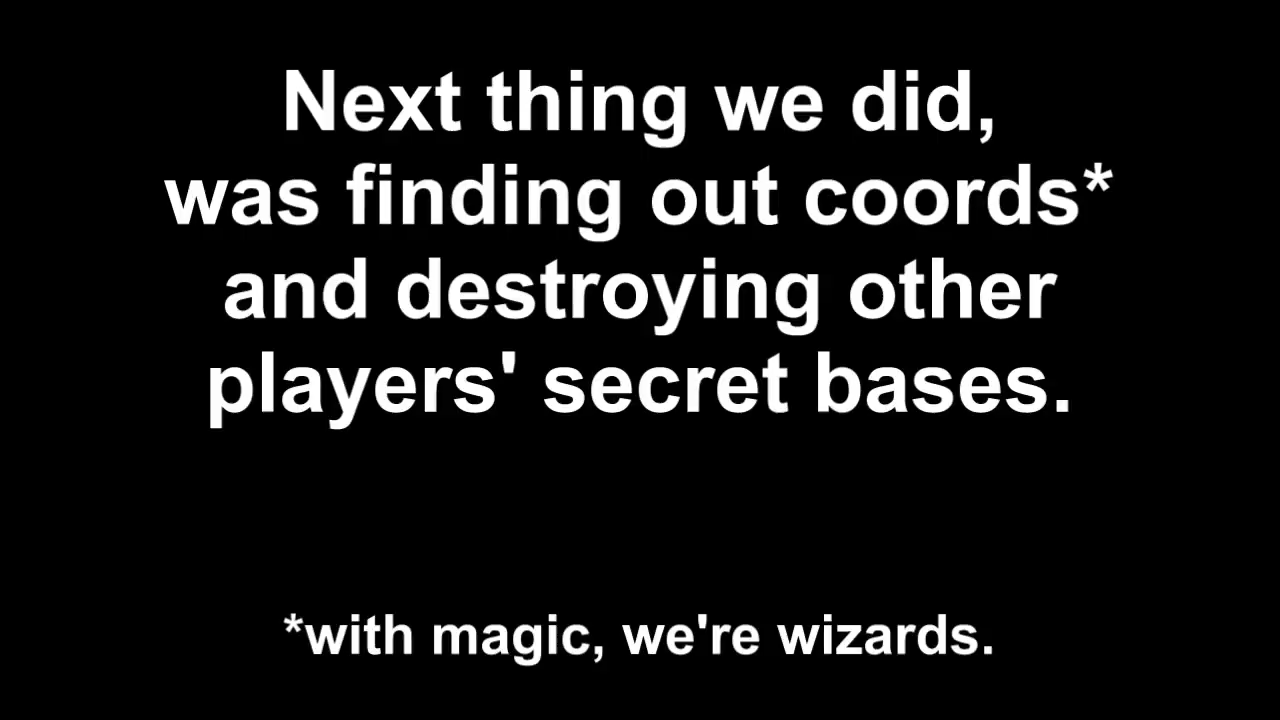 Next thing we did,
was finding out coords*
and destroying other
players' secret bases.
*with magic, we're wizards.